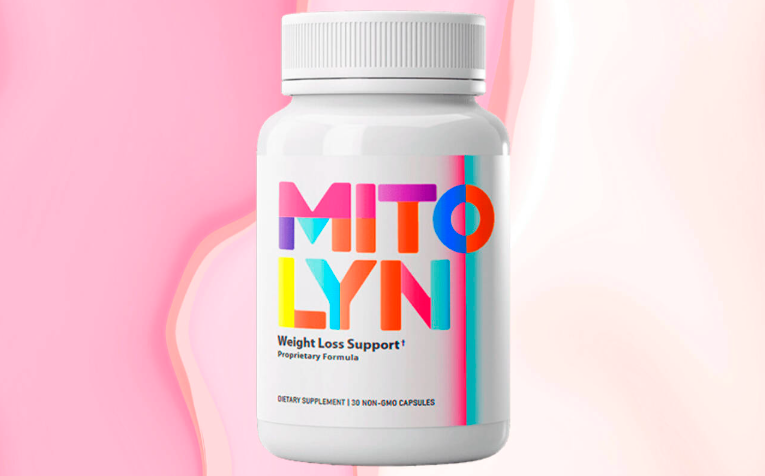 MITO
LYN
Weight Loss Support†
Proprietary Formula
DIETARY SUPPLEMENT | 30 NON-GMO CAPSULES